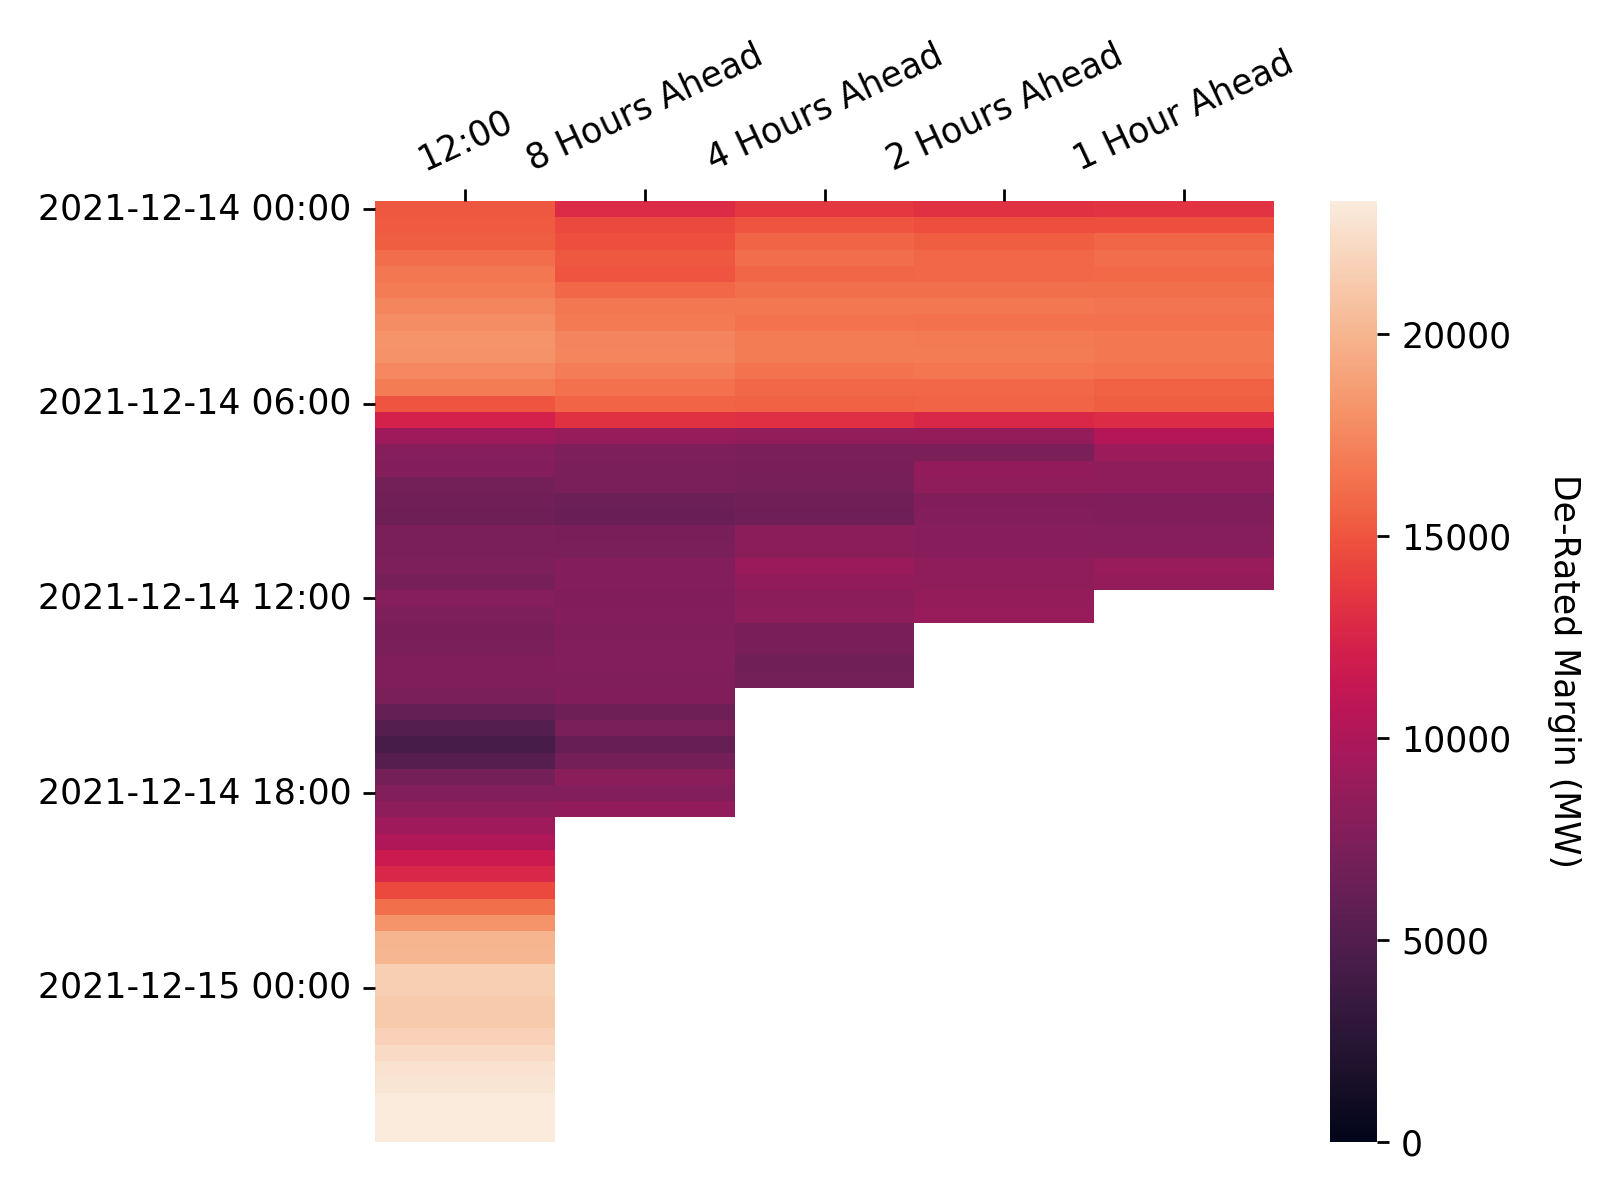 12:00
8 Hours Ahead
4 Hours Ahead
2 Hours Ahead
1 Hour Ahead
2021-12-14 00:00
2021-12-14 06:00
2021-12-14 12:00
2021-12-14 18:00
2021-12-15 00:00
20000
15000
10000
5000
0
De-Rated Margin (MW)